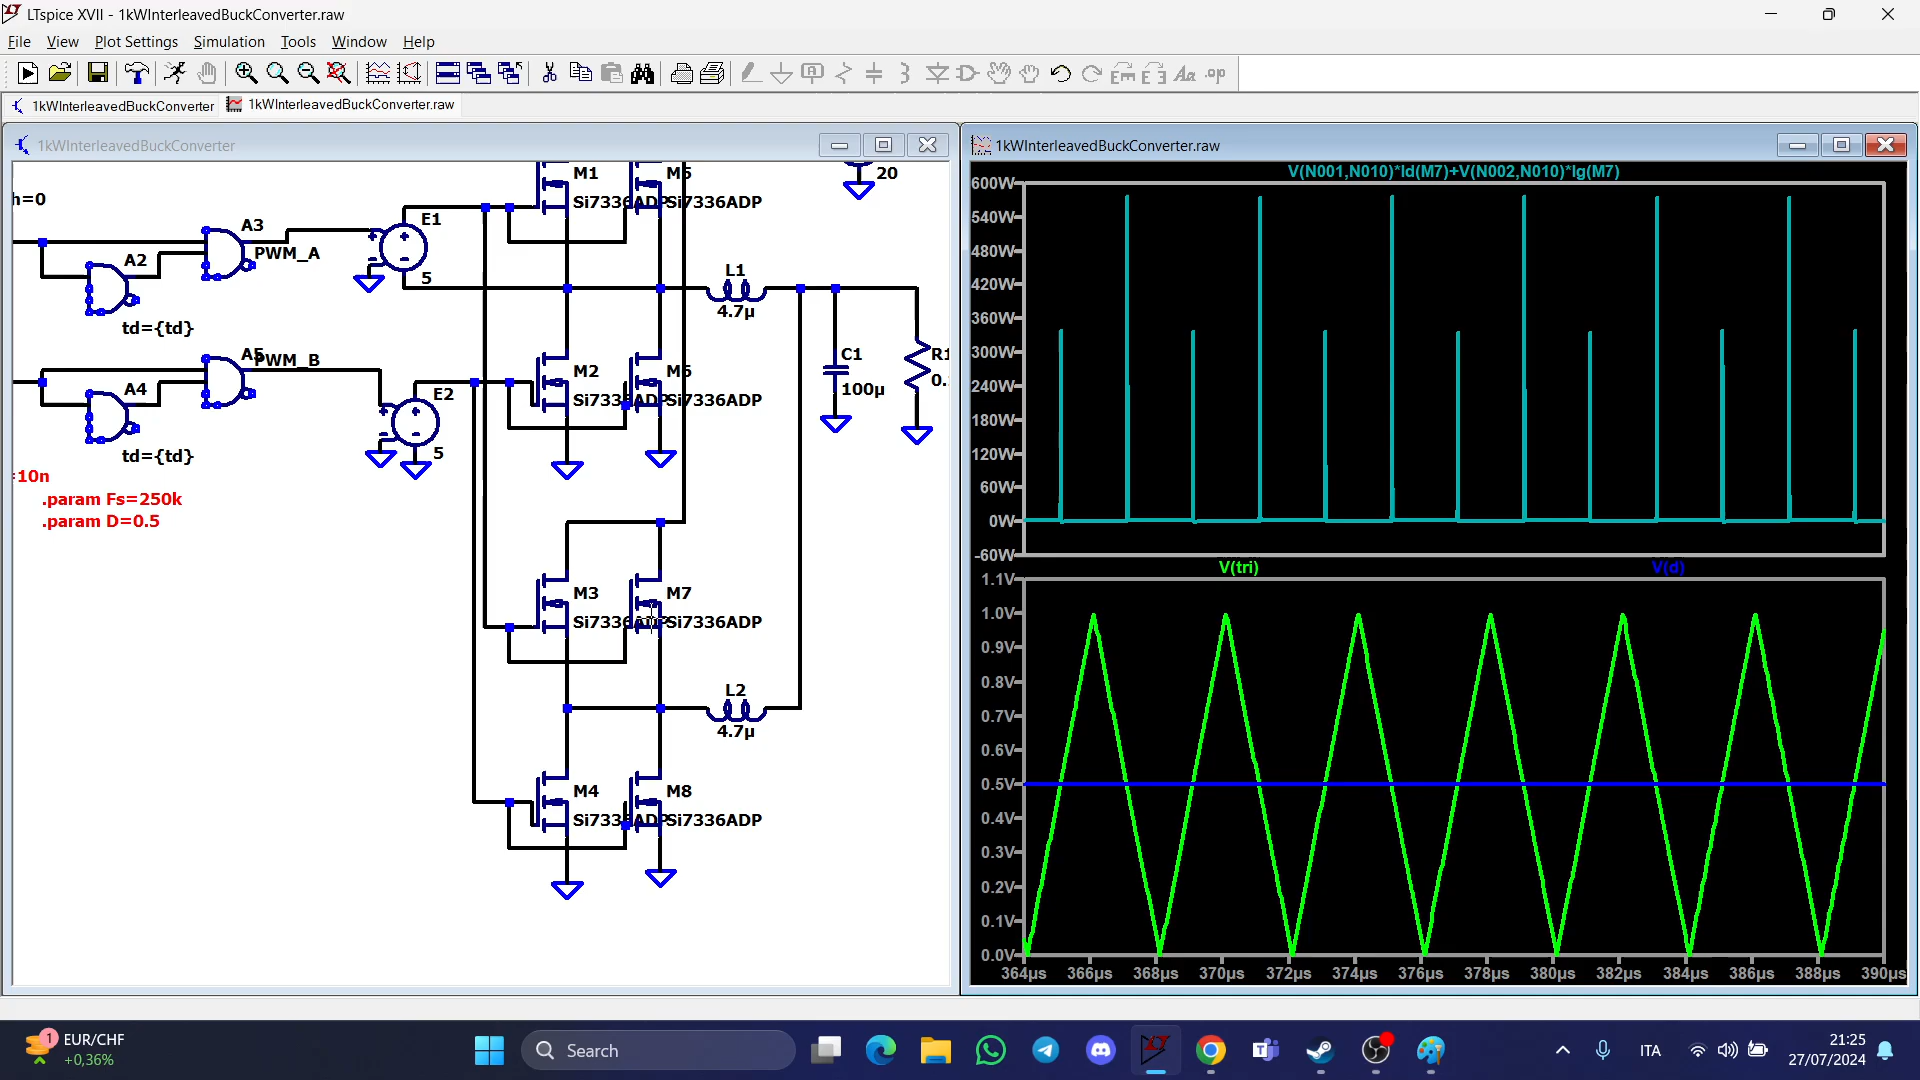 LTspice XVII - 1kWInterleavedBuckConverter.raw
File View Plot Settings Simulation Tools Window Help
1kWInterleavedBuckConverter 1kWInterleavedBuckConverter.raw
1kWInterleavedBuckConverter
M1
20
Si7336ADP
Si7336ADP
h=0
A3
PWM_A
E1
5
A2
td={td}
L1
4.7µ
A5
PWM_B
A4
td={td}
E2
5
M2
M6
Si7336ADP
C1
100µ
R1
=10n
.param Fs=250k
.param D=0.5
M3
M7
Si7336ADP
L2
4.7µ
M4
M8
Si7336ADP
1kWInterleavedBuckConverter.raw
V(N001,N010)*Id(M7)+V(N002,N010)*Ig(M7)
600W
540W
480W
420W
360W
300W
240W
180W
120W
60W
0W
-60W
V(tri) V(d)
1.1V
1.0V
0.9V
0.8V
0.7V
0.6V
0.5V
0.4V
0.3V
0.2V
0.1V
0.0V
364µs 366µs 368µs 370µs 372µs 374µs 376µs 378µs 380µs 382µs 384µs 386µs 388µs 390µs
1
EUR/CHF
+0,36%
Search
ITA
21:25
27/07/2024